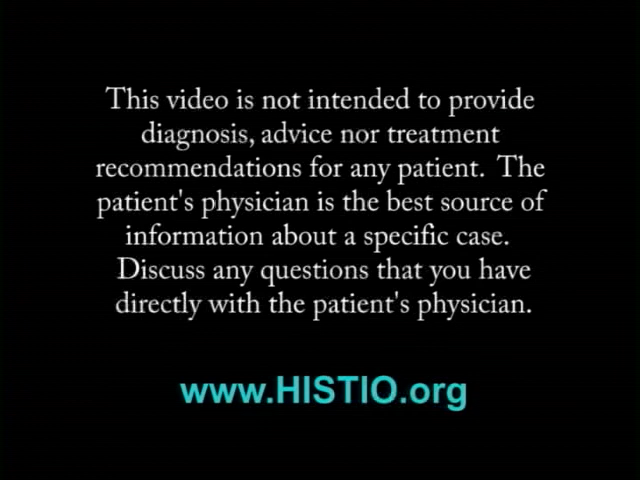 This video is not intended to provide
diagnosis, advice nor treatment
recommendations for any patient. The
patient's physician is the best source of
information about a specific case.
Discuss any questions that you have
directly with the patient's physician.
www.HISTIO.org